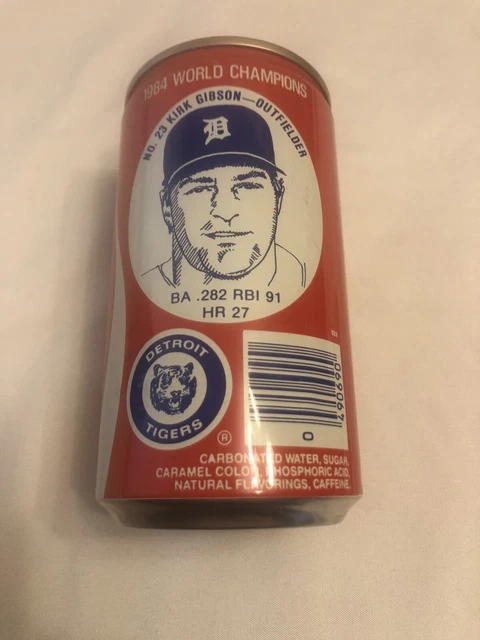 1984 WORLD CHAMPIONS
NO. 23 KIRK GIBSON—OUTFIELDER
D
BA .282 RBI 91
HR 27
DETROIT
TIGERS
®
490690
0
CARBONATED WATER, SUGAR,
CARAMEL COLOR, PHOSPHORIC ACID,
NATURAL FLAVORINGS, CAFFEINE